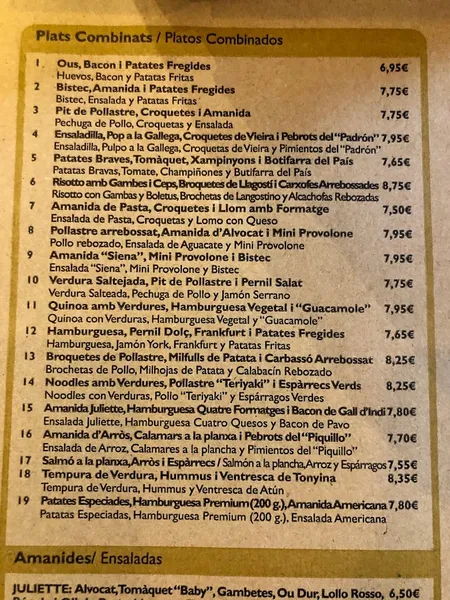 Plats Combinats / Platos Combinados
1 Ous, Bacon i Patates Fregides 6,95€
Huevos, Bacon y Patatas Fritas
2 Bistec, Amanida i Patates Fregides 7,75€
Bistec, Ensalada y Patatas Fritas
3 Pit de Pollastre, Croquetes i Amanida 7,75€
Pechuga de Pollo, Croquetas y Ensalada
4 Ensaladilla, Pop a la Gallega, Croquetes de Vieira i Pebrots del "Padrón" 7,95€
Ensaladilla, Pulpo a la Gallega, Croquetas de Vieira y Pimientos del "Padrón"
5 Patates Braves, Tomàquet, Xampinyons i Botifarra del País 7,65€
Patatas Bravas, Tomate, Champiñones y Butifarra del País
6 Risotto amb Gambes i Ceps, Broquetes de Llagostí i Carxofes Arrebossades 8,75€
Risotto con Gambas y Boletus, Brochetas de Langostino y Alcachofas Rebozadas
7 Amanida de Pasta, Croquetes i Llom amb Formatge 7,50€
Ensalada de Pasta, Croquetas y Lomo con Queso
8 Pollastre arrebossat, Amanida d'Alvocat i Mini Provolone 7,95€
Pollo rebozado, Ensalada de Aguacate y Mini Provolone
9 Amanida "Siena", Mini Provolone i Bistec 7,95€
Ensalada "Siena", Mini Provolone y Bistec
10 Verdura Saltejada, Pit de Pollastre i Pernil Salat 7,75€
Verdura Salteada, Pechuga de Pollo y Jamón Serrano
11 Quinoa amb Verdures, Hamburguesa Vegetal i "Guacamole" 7,95€
Quinoa con Verduras, Hamburguesa Vegetal y "Guacamole"
12 Hamburguesa, Pernil Dolç, Frankfurt i Patates Fregides 7,65€
Hamburguesa, Jamón York, Frankfurt y Patatas Fritas
13 Broquetes de Pollastre, Milfulls de Patata i Carbassó Arrebossat 8,25€
Brochetas de Pollo, Milhojas de Patata y Calabacín Rebozado
14 Noodles amb Verdures, Pollastre "Teriyaki" i Espàrrecs Verds 8,25€
Noodles con Verduras, Pollo "Teriyaki" y Espárragos Verdes
15 Amanida Juliette, Hamburguesa Quatre Formatges i Bacon de Gall d'Indi 7,80€
Ensalada Juliette, Hamburguesa Cuatro Quesos y Bacon de Pavo
16 Amanida d'Arròs, Calamars a la planxa i Pebrots del "Piquillo" 7,70€
Ensalada de Arroz, Calamares a la plancha y Pimientos del "Piquillo"
17 Salmó a la planxa, Arròs i Espàrrecs / Salmón a la plancha, Arroz y Espárragos 7,55€
18 Tempura de Verdura, Hummus i Ventresca de Tonyina 8,35€
Tempura de Verdura, Hummus y Ventresca de Atún
19 Patates Especiades, Hamburguesa Premium (200 g.), Amanida Americana 7,80€
Patatas Especiadas, Hamburguesa Premium (200 g.), Ensalada Americana
Amanides/ Ensaladas
JULIETTE: Alvocat, Tomàquet "Baby", Gambetes, Ou Dur, Lollo Rosso, 6,50€